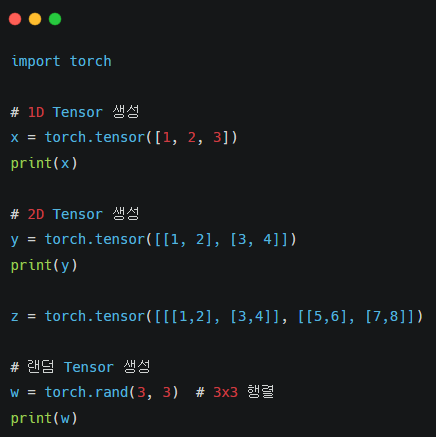 import torch
# 1D Tensor 생성
x = torch.tensor([1, 2, 3])
print(x)
# 2D Tensor 생성
y = torch.tensor([[1, 2], [3, 4]])
print(y)
z = torch.tensor([[[1,2], [3,4]], [[5,6], [7,8]])
# 랜덤 Tensor 생성
w = torch.rand(3, 3)  # 3x3 행렬
print(w)